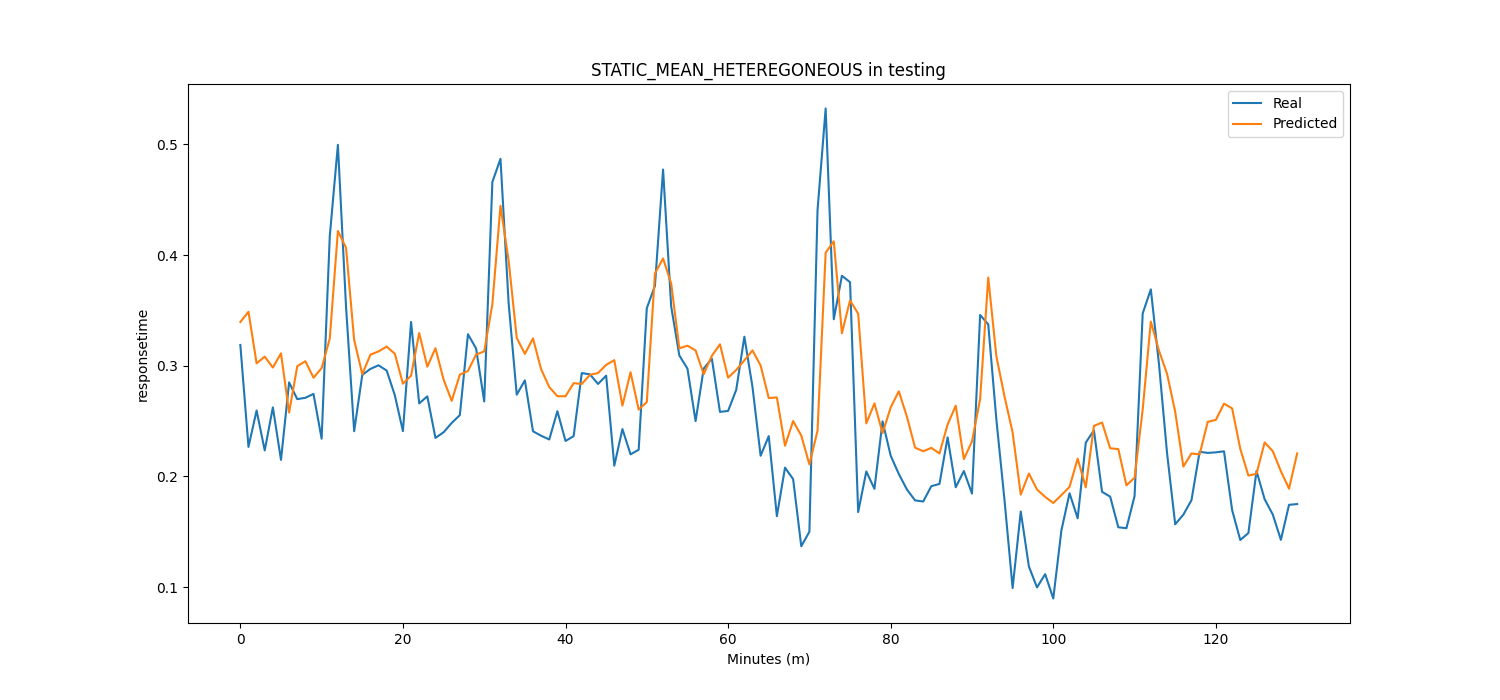 STATIC_MEAN_HETEREGONEOUS in testing
Real
Predicted
responsetime
0.5
0.4
0.3
0.2
0.1
0 20 40 60 80 100 120
Minutes (m)